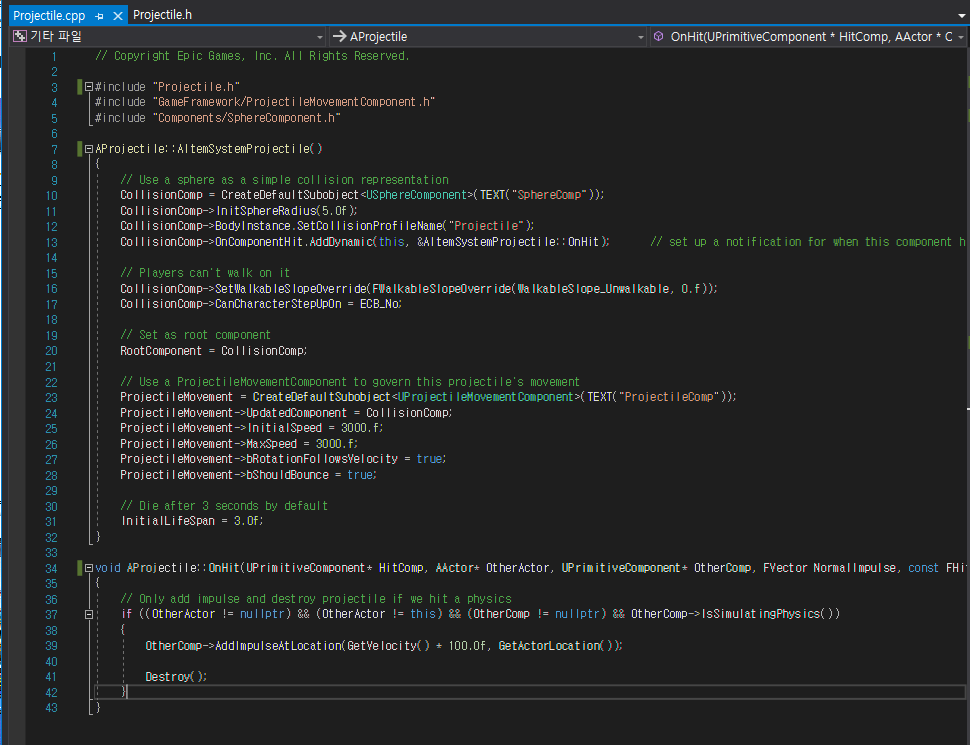 Projectile.cpp
Projectile.h
기타 파일
AProjectile
OnHit(UPrimitiveComponent * HitComp, AActor * O
1 // Copyright Epic Games, Inc. All Rights Reserved.
2
3 #include "Projectile.h"
4 #include "GameFramework/ProjectileMovementComponent.h"
5 #include "Components/SphereComponent.h"
6
7 AProjectile::AItemSystemProjectile()
8 {
9 // Use a sphere as a simple collision representation
10 CollisionComp = CreateDefaultSubobject<USphereComponent>(TEXT("SphereComp"));
11 CollisionComp->InitSphereRadius(5.0f);
12 CollisionComp->BodyInstance.SetCollisionProfileName("Projectile");
13 CollisionComp->OnComponentHit.AddDynamic(this, &AItemSystemProjectile::OnHit); // set up a notification for when this component h
14
15 // Players can't walk on it
16 CollisionComp->SetWalkableSlopeOverride(FWalkableSlopeOverride(WalkableSlope_Unwalkable, 0.f));
17 CollisionComp->CanCharacterStepUpOn = ECB_No;
18
19 // Set as root component
20 RootComponent = CollisionComp;
21
22 // Use a ProjectileMovementComponent to govern this projectile's movement
23 ProjectileMovement = CreateDefaultSubobject<UProjectileMovementComponent>(TEXT("ProjectileComp"));
24 ProjectileMovement->UpdatedComponent = CollisionComp;
25 ProjectileMovement->InitialSpeed = 3000.f;
26 ProjectileMovement->MaxSpeed = 3000.f;
27 ProjectileMovement->bRotationFollowsVelocity = true;
28 ProjectileMovement->bShouldBounce = true;
29
30 // Die after 3 seconds by default
31 InitialLifeSpan = 3.0f;
32 }
33
34 void AProjectile::OnHit(UPrimitiveComponent* HitComp, AActor* OtherActor, UPrimitiveComponent* OtherComp, FVector NormalImpulse, const FHi
35 {
36 // Only add impulse and destroy projectile if we hit a physics
37 if ((OtherActor != nullptr) && (OtherActor != this) && (OtherComp != nullptr) && OtherComp->IsSimulatingPhysics())
38 {
39 OtherComp->AddImpulseAtLocation(GetVelocity() * 100.0f, GetActorLocation());
40
41 Destroy();
42 }
43 }